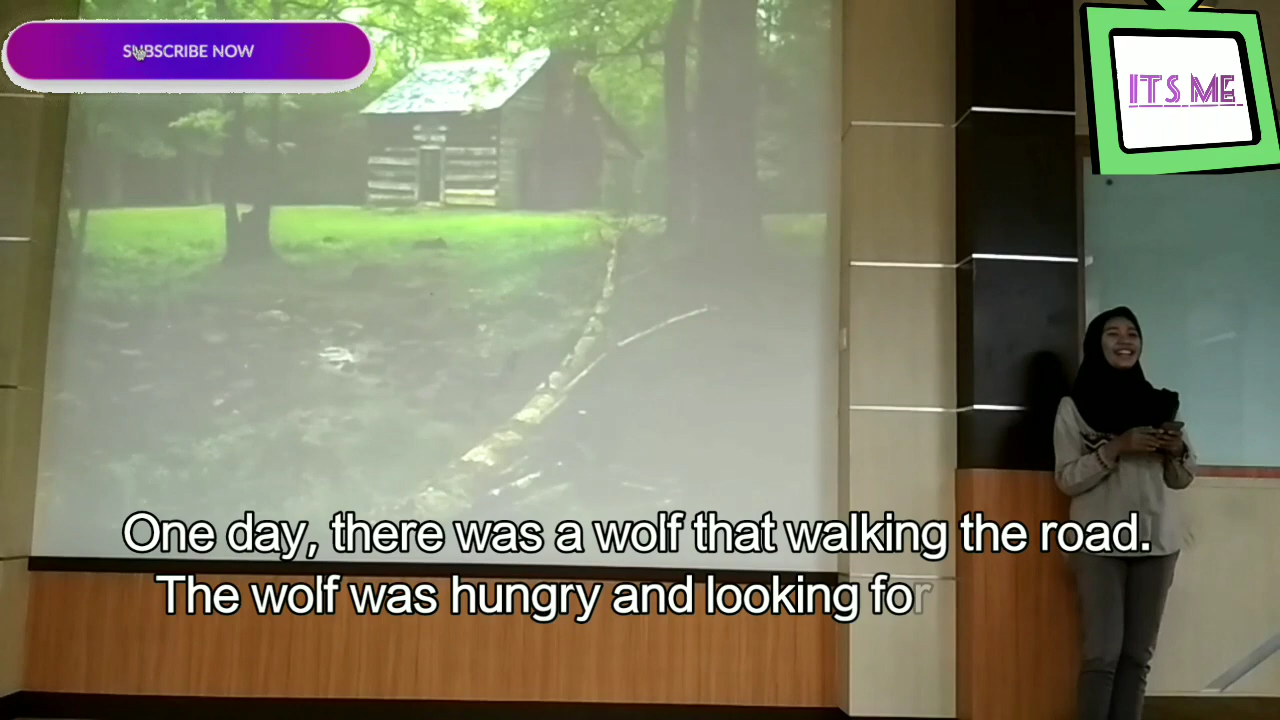 SUBSCRIBE NOW
ITS ME
One day, there was a wolf that walking the road.
The wolf was hungry and looking for